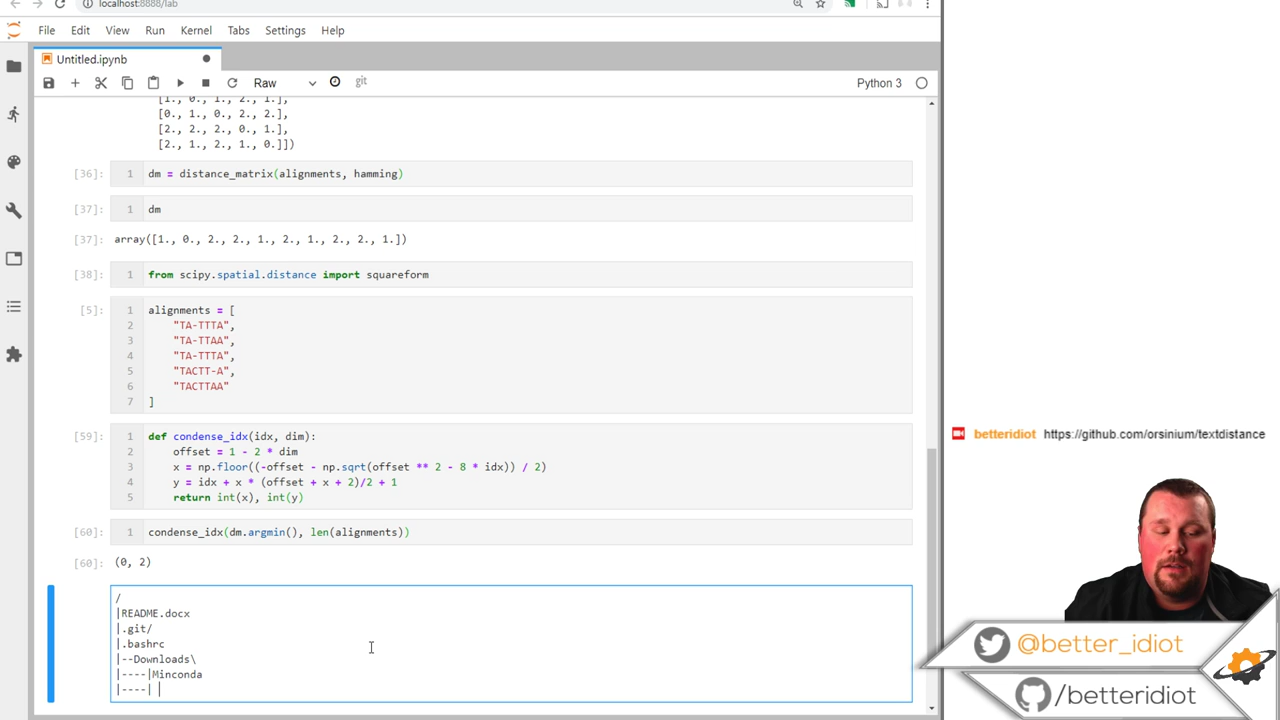 localhost:8888/lab
File Edit View Run Kernel Tabs Settings Help
Untitled.ipynb
Raw git Python 3
[1., 0., 1., 2., 1.],
[0., 1., 0., 2., 2.],
[2., 2., 2., 0., 1.],
[2., 1., 2., 1., 0.]])
[36]: 1 dm = distance_matrix(alignments, hamming)
[37]: 1 dm
[37]: array([1., 0., 2., 2., 1., 2., 1., 2., 2., 1.])
[38]: 1 from scipy.spatial.distance import squareform
[5]: 1 alignments = [
2 "TA-TTTA",
3 "TA-TTAA",
4 "TA-TTTA",
5 "TACTT-A",
6 "TACTTAA"
7 ]
[59]: 1 def condense_idx(idx, dim):
2 offset = 1 - 2 * dim
3 x = np.floor((-offset - np.sqrt(offset ** 2 - 8 * idx)) / 2)
4 y = idx + x * (offset + x + 2)/2 + 1
5 return int(x), int(y)
[60]: 1 condense_idx(dm.argmin(), len(alignments))
[60]: (0, 2)
/
|README.docx
|.git/
|.bashrc
|--Downloads\
|----|Minconda
|----|
betteridiot https://github.com/orsinium/textdistance
@better_idiot
/betteridiot